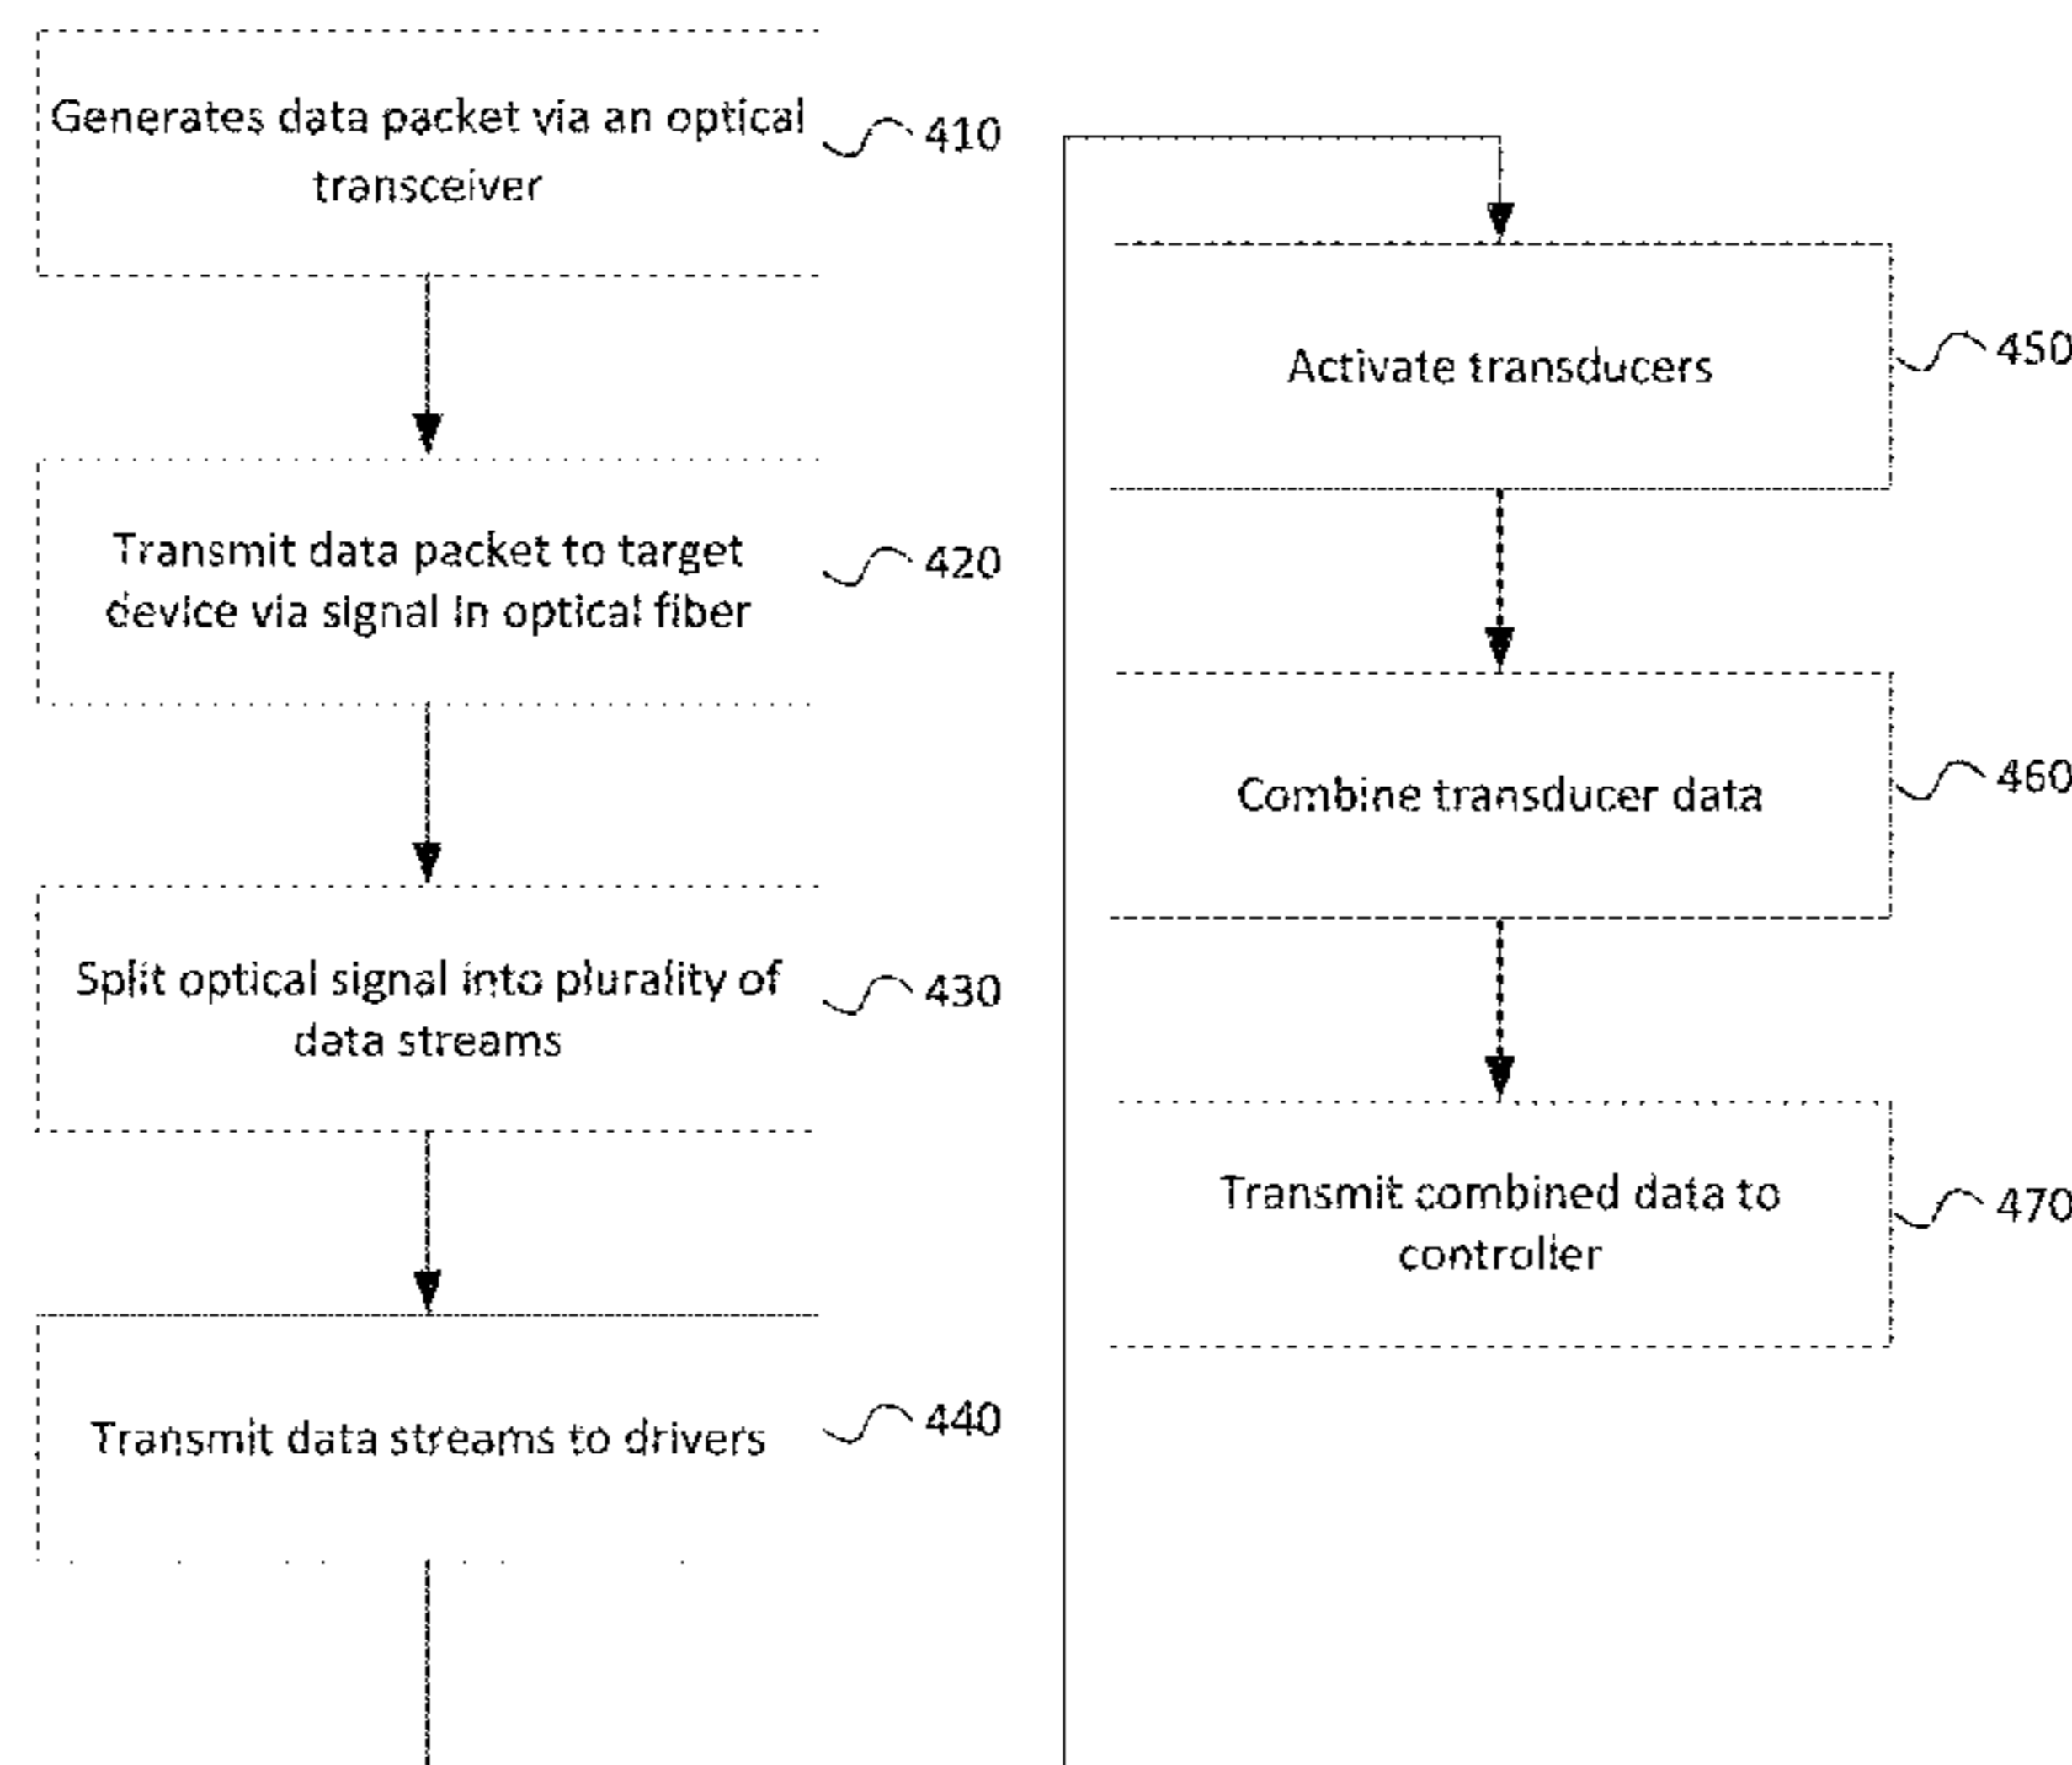 Generates data packet via an optical
transceiver
410
Transmit data packet to target
device via signal in optical fiber
420
Split optical signal into plurality of
data streams
430
Transmit data streams to drivers
440
Activate transducers
450
Combine transducer data
460
Transmit combined data to
controller
470